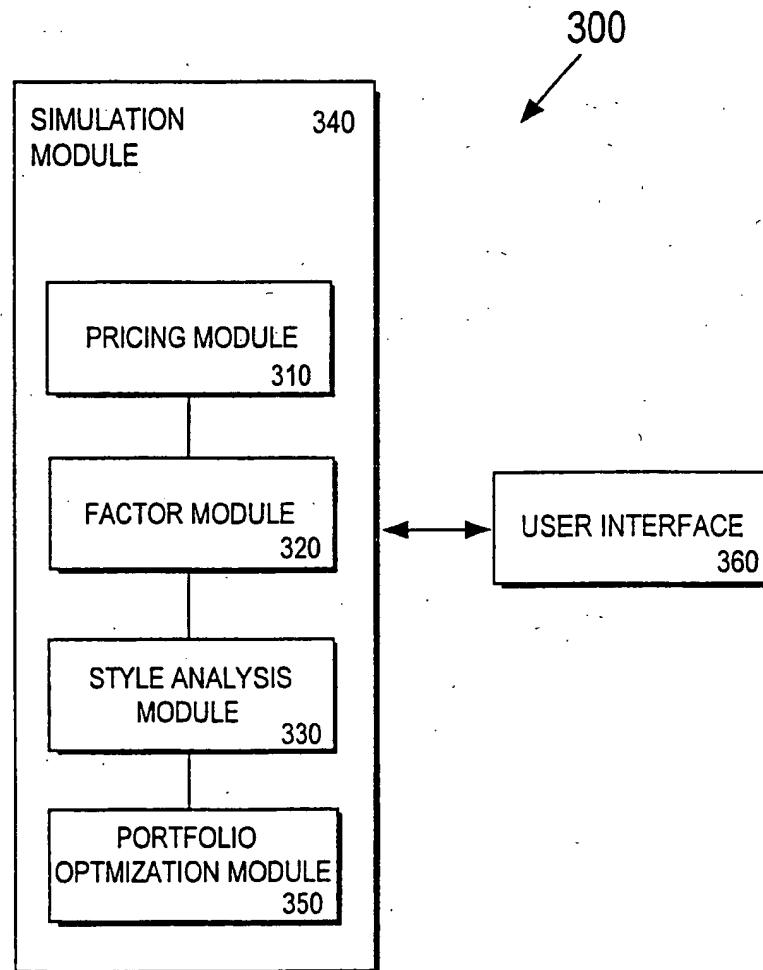 300
SIMULATION 340
MODULE
PRICING MODULE
310
FACTOR MODULE
320
USER INTERFACE
360
STYLE ANALYSIS
MODULE
330
PORTFOLIO
OPTMIZATION MODULE
350